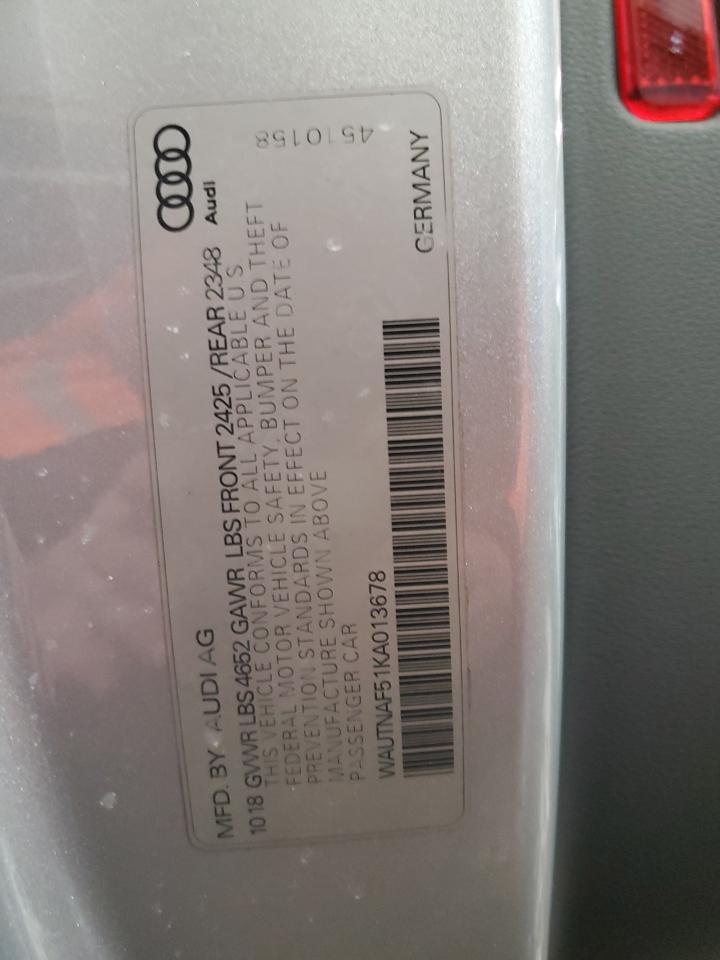 MFD. BY. AUDI AG
Audi
10 18 GVWR LBS 4652 GAWR LBS FRONT 2425 /REAR 2348
THIS VEHICLE CONFORMS TO ALL APPLICABLE U S
FEDERAL MOTOR VEHICLE SAFETY, BUMPER AND THEFT
PREVENTION STANDARDS IN EFFECT ON THE DATE OF
MANUFACTURE SHOWN ABOVE
PASSENGER CAR
4510158
WAUTNAF51KA013678
GERMANY